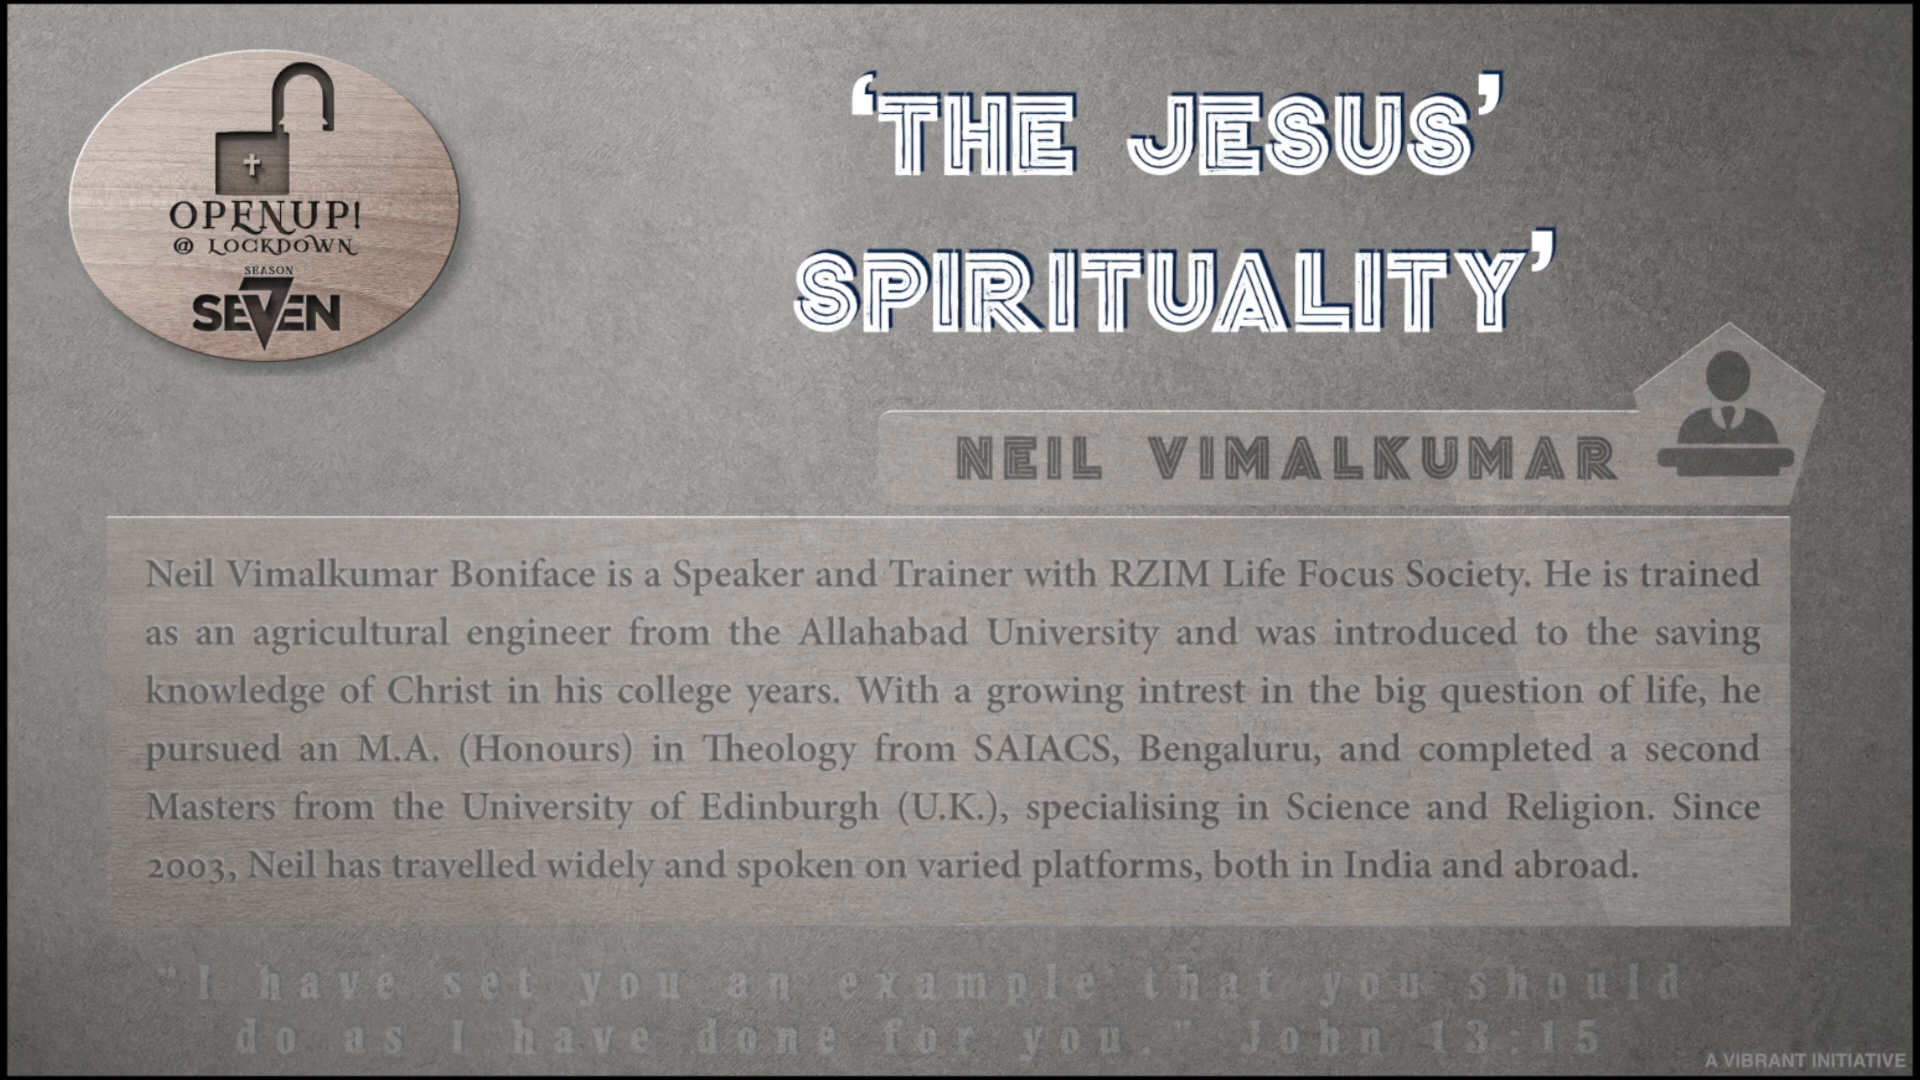 OPENUP!
@ LOCKDOWN
SEASON
SEVEN
‘THE JESUS’
SPIRITUALITY’
NEIL VIMALKUMAR
Neil Vimalkumar Boniface is a Speaker and Trainer with RZIM Life Focus Society. He is trained
as an agricultural engineer from the Allahabad University and was introduced to the saving
knowledge of Christ in his college years. With a growing intrest in the big question of life, he
pursued an M.A. (Honours) in Theology from SAIACS, Bengaluru, and completed a second
Masters from the University of Edinburgh (U.K.), specialising in Science and Religion. Since
2003, Neil has travelled widely and spoken on varied platforms, both in India and abroad.
"I have set you an example that you should
do as I have done for you." John 13:15
A VIBRANT INITIATIVE